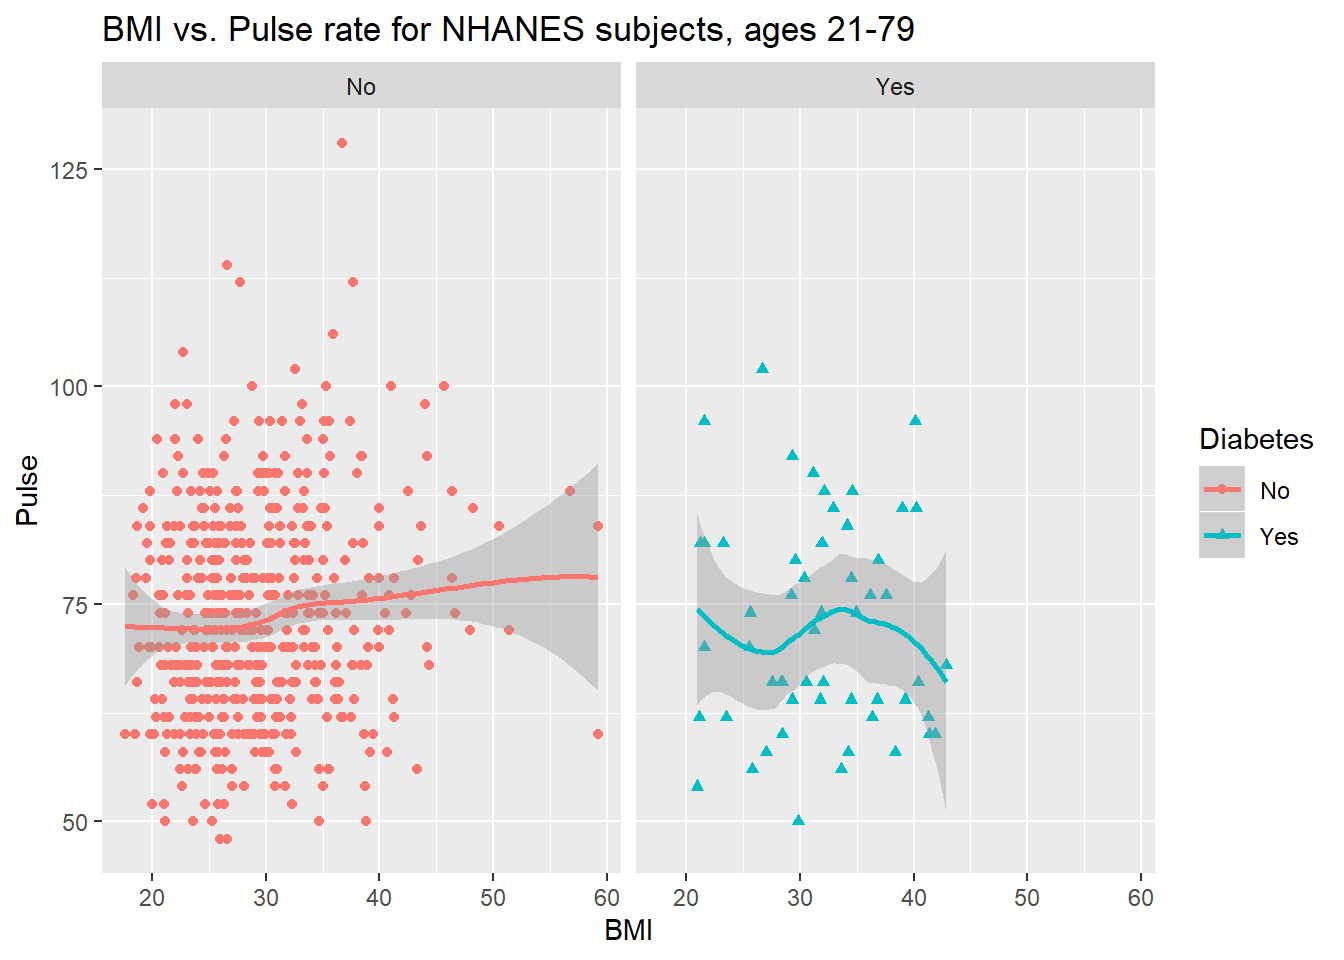 BMI vs. Pulse rate for NHANES subjects, ages 21-79
No
Yes
125
100
75
50
Pulse
20 30 40 50 60
20 30 40 50 60
BMI
Diabetes
No
Yes